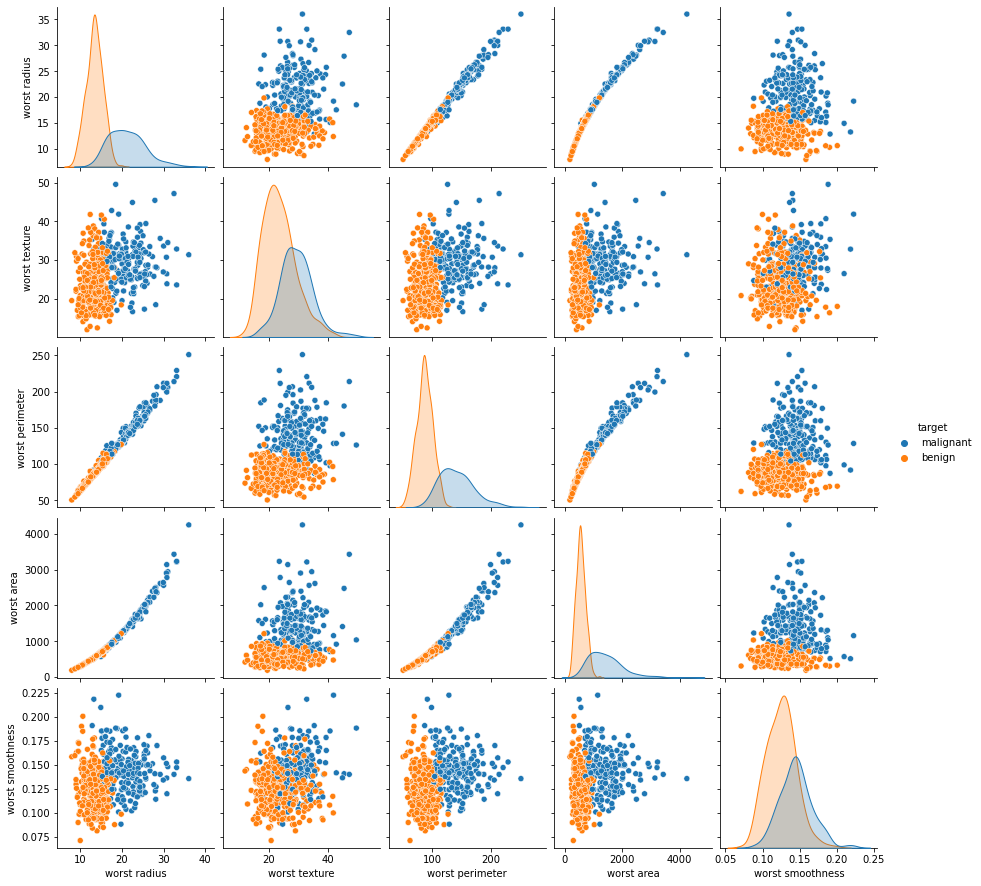 35
30
25
20
15
10
worst radius
50
40
30
20
worst texture
250
200
150
100
50
worst perimeter
target
malignant
benign
4000
3000
2000
1000
0
worst area
0.225
0.200
0.175
0.150
0.125
0.100
0.075
worst smoothness
10 20 30 40
20 40
100 200
0 2000 4000
0.05 0.10 0.15 0.20 0.25
worst radius
worst texture
worst perimeter
worst area
worst smoothness